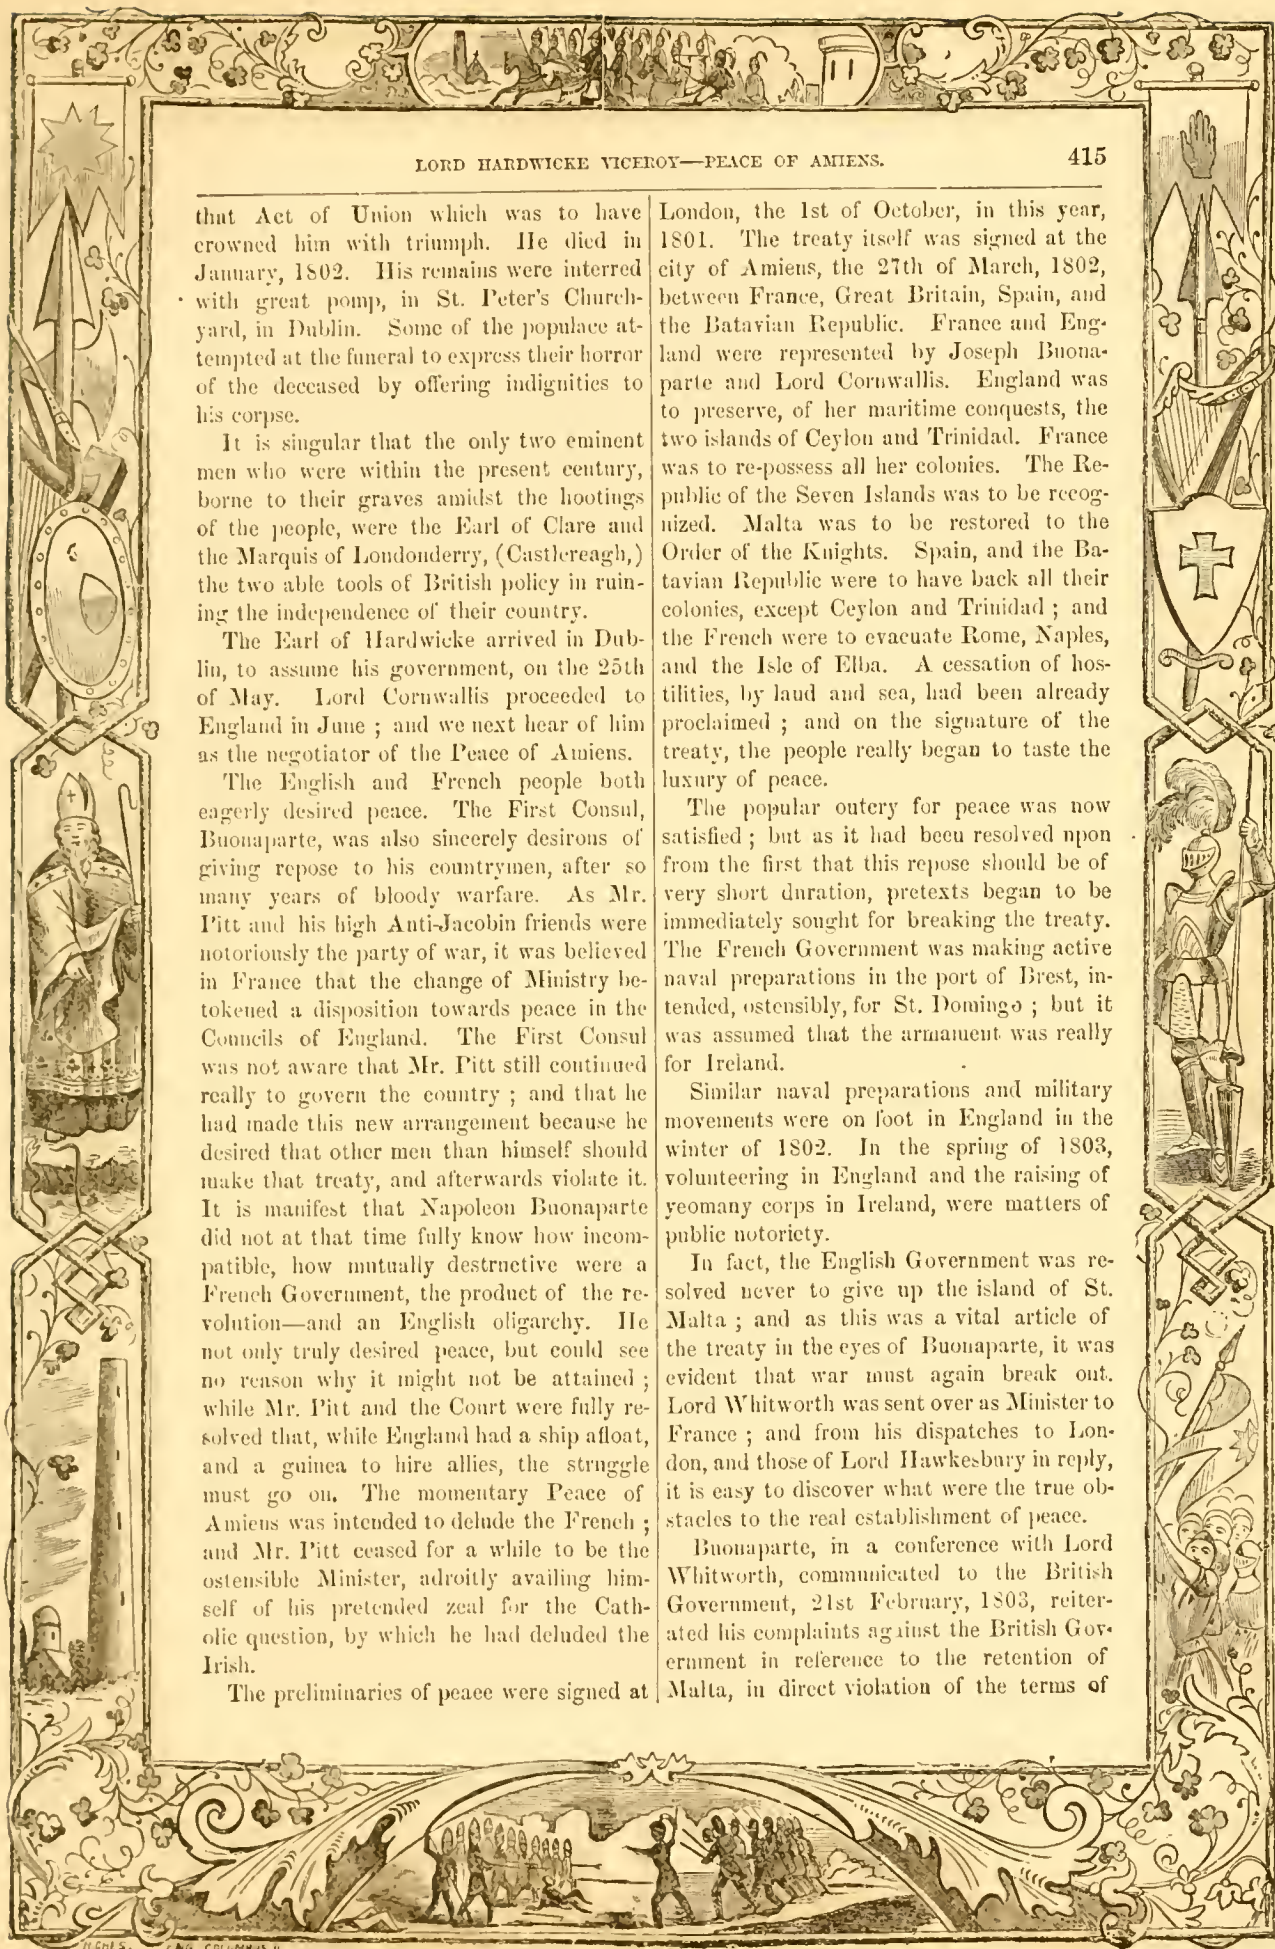 LORD HARDWICKE VICEROY—PEACE OF AMIENS.
415
that Act of Union which was to have
crowned him with triumph. He died in
January, 1802. His remains were interred
with great pomp, in St. Peter's Church-
yard, in Dublin. Some of the populace at-
tempted at the funeral to express their horror
of the deceased by offering indignities to
his corpse.
It is singular that the only two eminent
men who were within the present century,
borne to their graves amidst the hootings
of the people, were the Earl of Clare and
the Marquis of Londonderry, (Castlereagh,)
the two able tools of British policy in ruin-
ing the independence of their country.
The Earl of Hardwicke arrived in Dub-
lin, to assume his government, on the 25th
of May. Lord Cornwallis proceeded to
England in June ; and we next hear of him
as the negotiator of the Peace of Amiens.
The English and French people both
eagerly desired peace. The First Consul,
Buonaparte, was also sincerely desirons of
giving repose to his countrymen, after so
many years of bloody warfare. As Mr.
Pitt and his high Anti-Jacobin friends were
notoriously the party of war, it was believed
in France that the change of Ministry be-
tokened a disposition towards peace in the
Councils of England. The First Consul
was not aware that Mr. Pitt still continued
really to govern the country ; and that he
had made this new arrangement because he
desired that other men than himself should
make that treaty, and afterwards violate it.
It is manifest that Napoleon Buonaparte
did not at that time fully know how incom-
patible, how mutually destructive were a
French Government, the product of the re-
volution—and an English oligarchy. He
not only truly desired peace, but could see
no reason why it might not be attained ;
while Mr. Pitt and the Court were fully re-
solved that, while England had a ship afloat,
and a guinea to hire allies, the struggle
must go on. The momentary Peace of
Amiens was intended to delude the French ;
and Mr. Pitt ceased for a while to be the
ostensible Minister, adroitly availing him-
self of his pretended zeal for the Cath-
olic question, by which he had deluded the
Irish.
The preliminaries of peace were signed at
London, the 1st of October, in this year,
1801. The treaty itself was signed at the
city of Amiens, the 27th of March, 1802,
between France, Great Britain, Spain, and
the Batavian Republic. France and Eng-
land were represented by Joseph Buona-
parte and Lord Cornwallis. England was
to preserve, of her maritime conquests, the
two islands of Ceylon and Trinidad. France
was to re-possess all her colonies. The Re-
public of the Seven Islands was to be recog-
nized. Malta was to be restored to the
Order of the Knights. Spain, and the Ba-
tavian Republic were to have back all their
colonies, except Ceylon and Trinidad ; and
the French were to evacuate Rome, Naples,
and the Isle of Elba. A cessation of hos-
tilities, by land and sea, had been already
proclaimed ; and on the signature of the
treaty, the people really began to taste the
luxury of peace.
The popular outcry for peace was now
satisfied ; but as it had been resolved upon
from the first that this repose should be of
very short duration, pretexts began to be
immediately sought for breaking the treaty.
The French Government was making active
naval preparations in the port of Brest, in-
tended, ostensibly, for St. Domingo ; but it
was assumed that the armament was really
for Ireland.
Similar naval preparations and military
movements were on foot in England in the
winter of 1802. In the spring of 1803,
volunteering in England and the raising of
yeomany corps in Ireland, were matters of
public notoriety.
In fact, the English Government was re-
solved never to give up the island of St.
Malta ; and as this was a vital article of
the treaty in the eyes of Buonaparte, it was
evident that war must again break out.
Lord Whitworth was sent over as Minister to
France ; and from his dispatches to Lon-
don, and those of Lord Hawkesbury in reply,
it is easy to discover what were the true ob-
stacles to the real establishment of peace.
Buonaparte, in a conference with Lord
Whitworth, communicated to the British
Government, 21st February, 1803, reiter-
ated his complaints against the British Gov-
ernment in reference to the retention of
Malta, in direct violation of the terms of